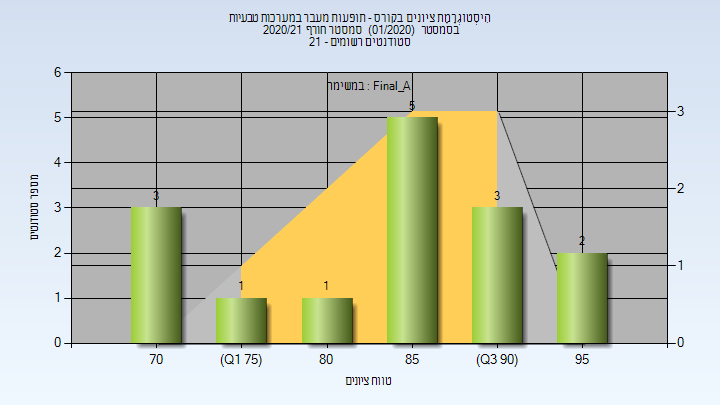 הִיסְטוֹגְרָמַת ציונים בקורס - תופעות מעבר במערכות טבעיות
בסמסטר (01/2020) סמסטר חורף 2020/21
סטודנטים רשומים - 21
במשימה : Final_A
מספר סטודנטים
6
5
4
3
2
1
0
3
2
1
0
3
1
1
5
3
2
70
(Q1 75)
80
85
(Q3 90)
95
טווח ציונים